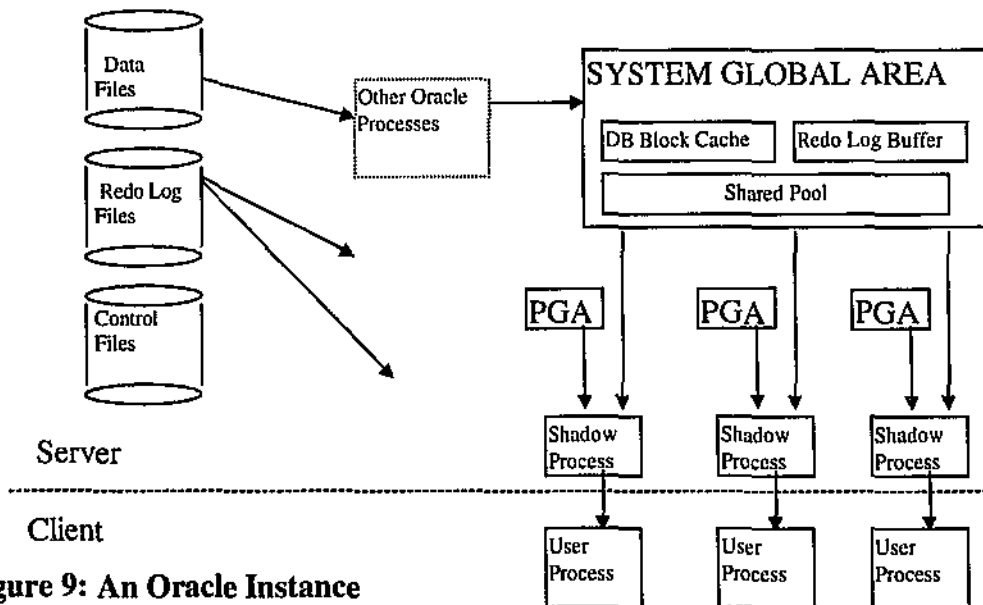 Data
Files
Other Oracle
Processes
SYSTEM GLOBAL AREA
DB Block Cache
Redo Log Buffer
Shared Pool
Redo Log
Files
Control
Files
PGA
PGA
PGA
Shadow
Process
Shadow
Process
Shadow
Process
Server
Client
User
Process
User
Process
User
Process
gure 9: An Oracle Instance